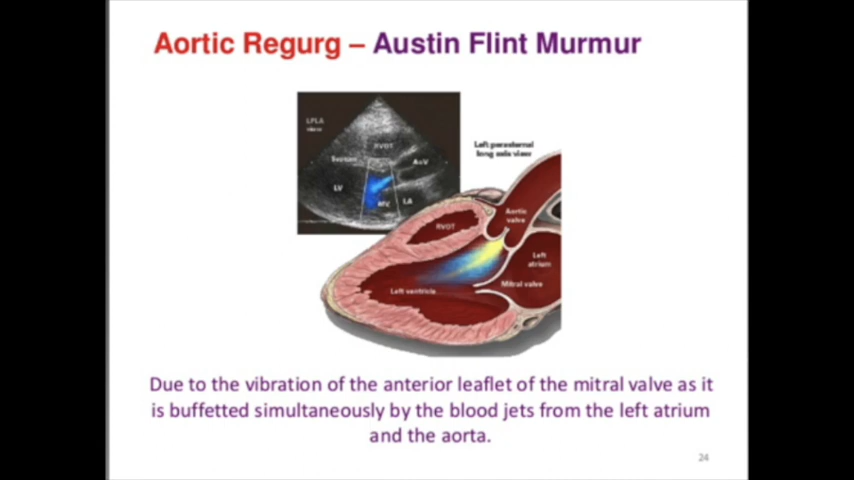 Aortic Regurg – Austin Flint Murmur
LPLA
view
RVOT
Septum
AoV
LV
MV
LA
Left parasternal
long axis view
Aortic
valve
RVOT
Left
atrium
Mitral valve
Left ventricle
Due to the vibration of the anterior leaflet of the mitral valve as it
is buffetted simultaneously by the blood jets from the left atrium
and the aorta.
24